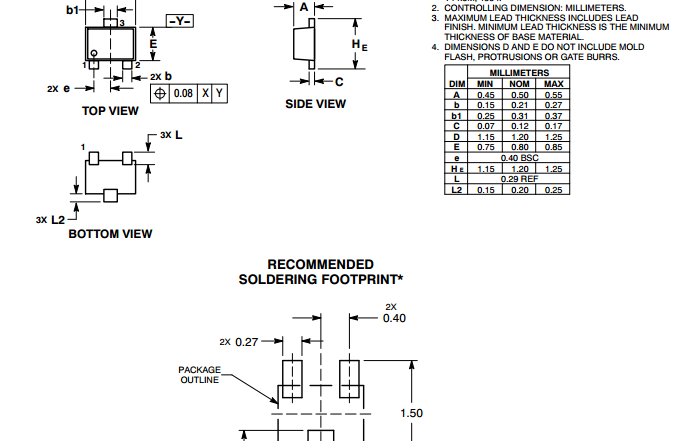 b1
-Y-
3
E
1
2
2X b
2X e
⌖ 0.08 X Y
TOP VIEW
A
HE
C
SIDE VIEW
2. CONTROLLING DIMENSION: MILLIMETERS.
3. MAXIMUM LEAD THICKNESS INCLUDES LEAD
FINISH. MINIMUM LEAD THICKNESS IS THE MINIMUM
THICKNESS OF BASE MATERIAL.
4. DIMENSIONS D AND E DO NOT INCLUDE MOLD
FLASH, PROTRUSIONS OR GATE BURRS.
MILLIMETERS
DIM MIN NOM MAX
A 0.45 0.50 0.55
b 0.15 0.21 0.27
b1 0.25 0.31 0.37
C 0.07 0.12 0.17
D 1.15 1.20 1.25
E 0.75 0.80 0.85
e 0.40 BSC
H E 1.15 1.20 1.25
L 0.29 REF
L2 0.15 0.20 0.25
1
3X L
3X L2
BOTTOM VIEW
RECOMMENDED
SOLDERING FOOTPRINT*
2X
0.40
2X 0.27
PACKAGE
OUTLINE
1.50